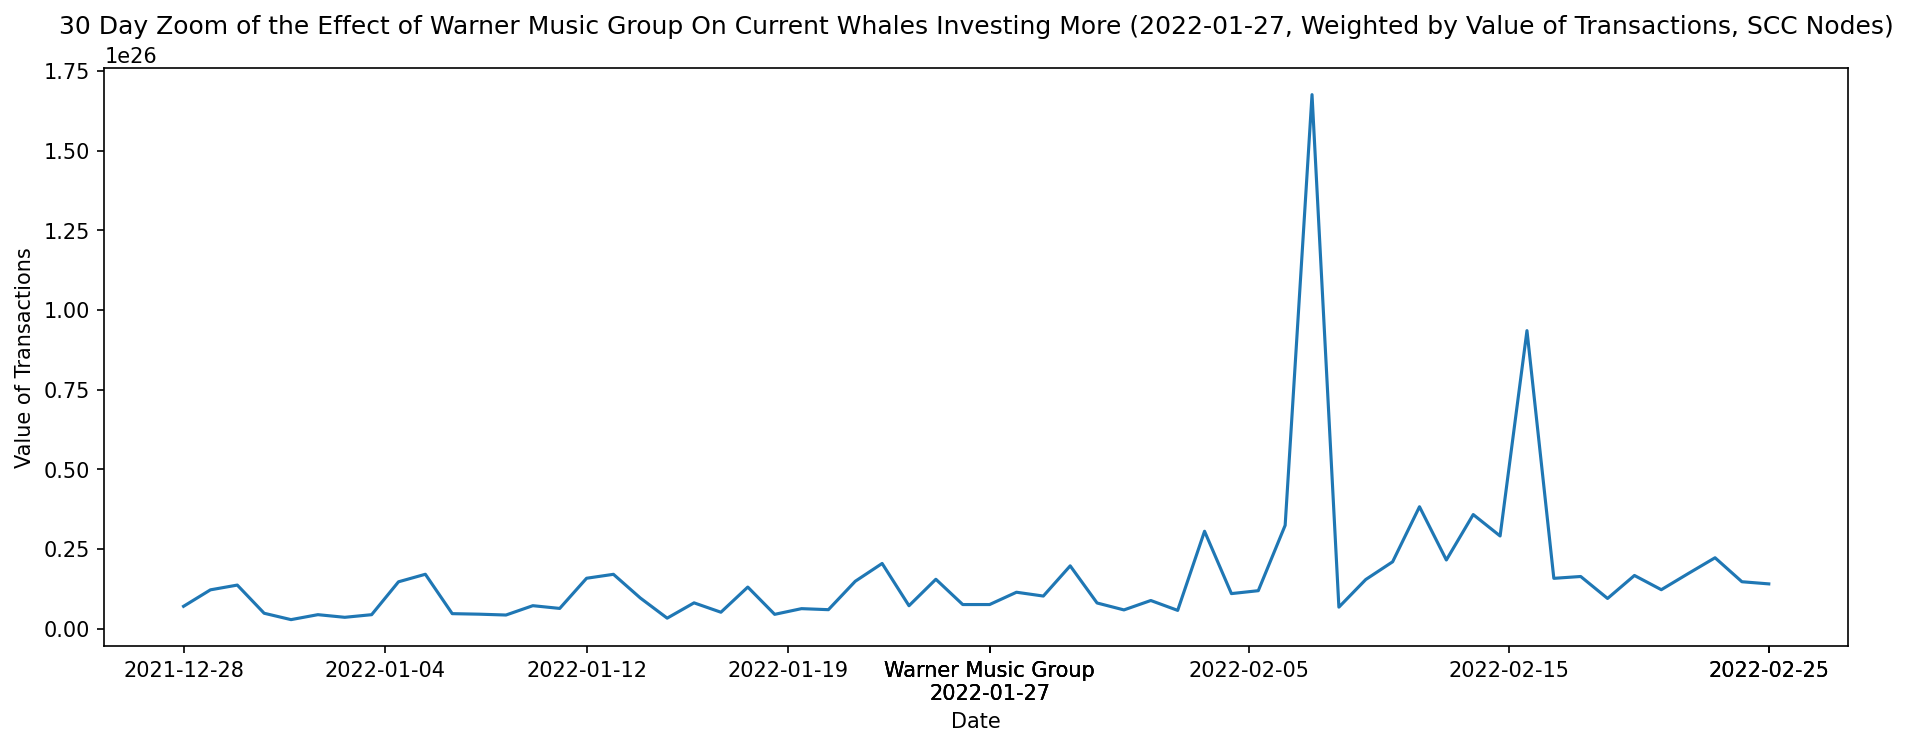 30 Day Zoom of the Effect of Warner Music Group On Current Whales Investing More (2022-01-27, Weighted by Value of Transactions, SCC Nodes)
1e26
1.75
1.50
1.25
1.00
0.75
0.50
0.25
0.00
Value of Transactions
2021-12-28 2022-01-04 2022-01-12 2022-01-19 Warner Music Group 2022-02-05 2022-02-15 2022-02-25
2022-01-27
Date